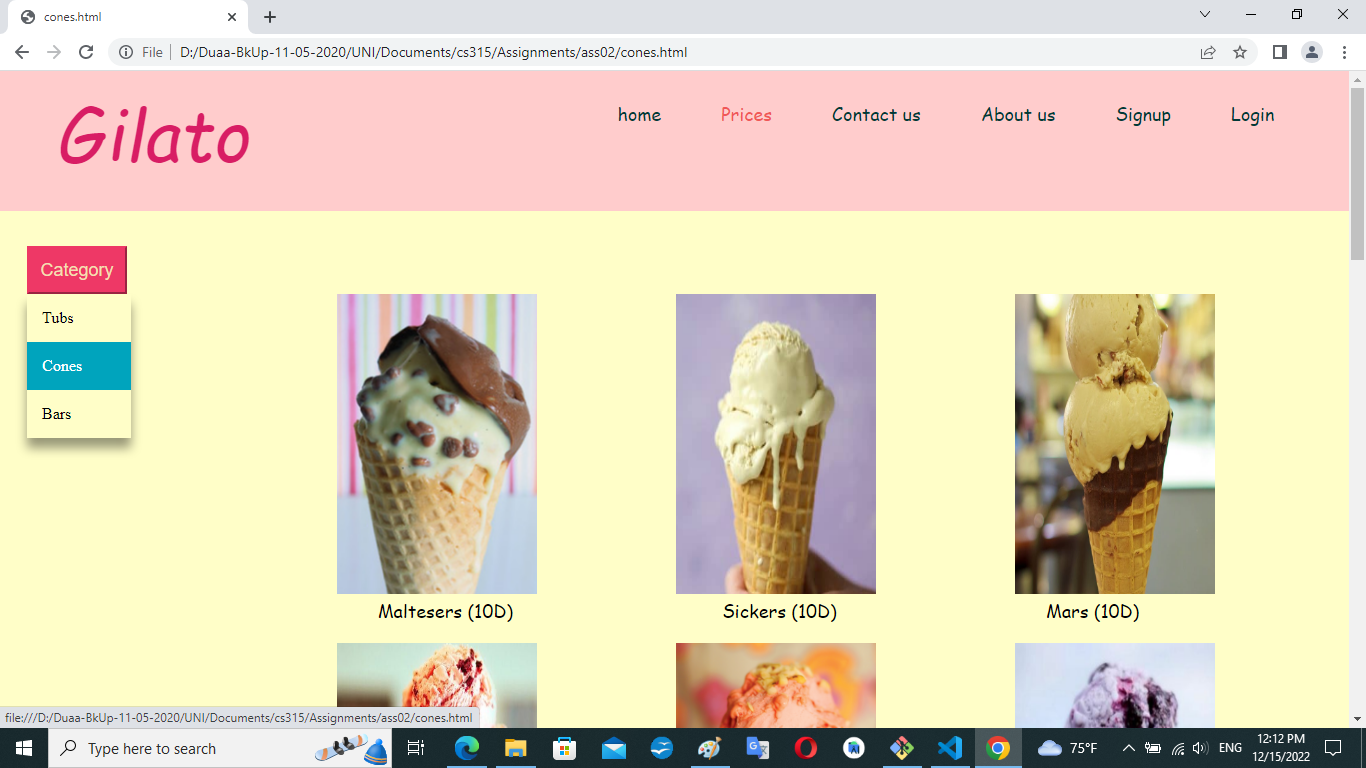 cones.html
File
D:/Duaa-BkUp-11-05-2020/UNI/Documents/cs315/Assignments/ass02/cones.html
Gilato
home Prices Contact us About us Signup Login
Category
Tubs
Cones
Bars
Maltesers (10D) Sickers (10D) Mars (10D)
file:///D:/Duaa-BkUp-11-05-2020/UNI/Documents/cs315/Assignments/ass02/cones.html
Type here to search
75°F
ENG
12:12 PM
12/15/2022